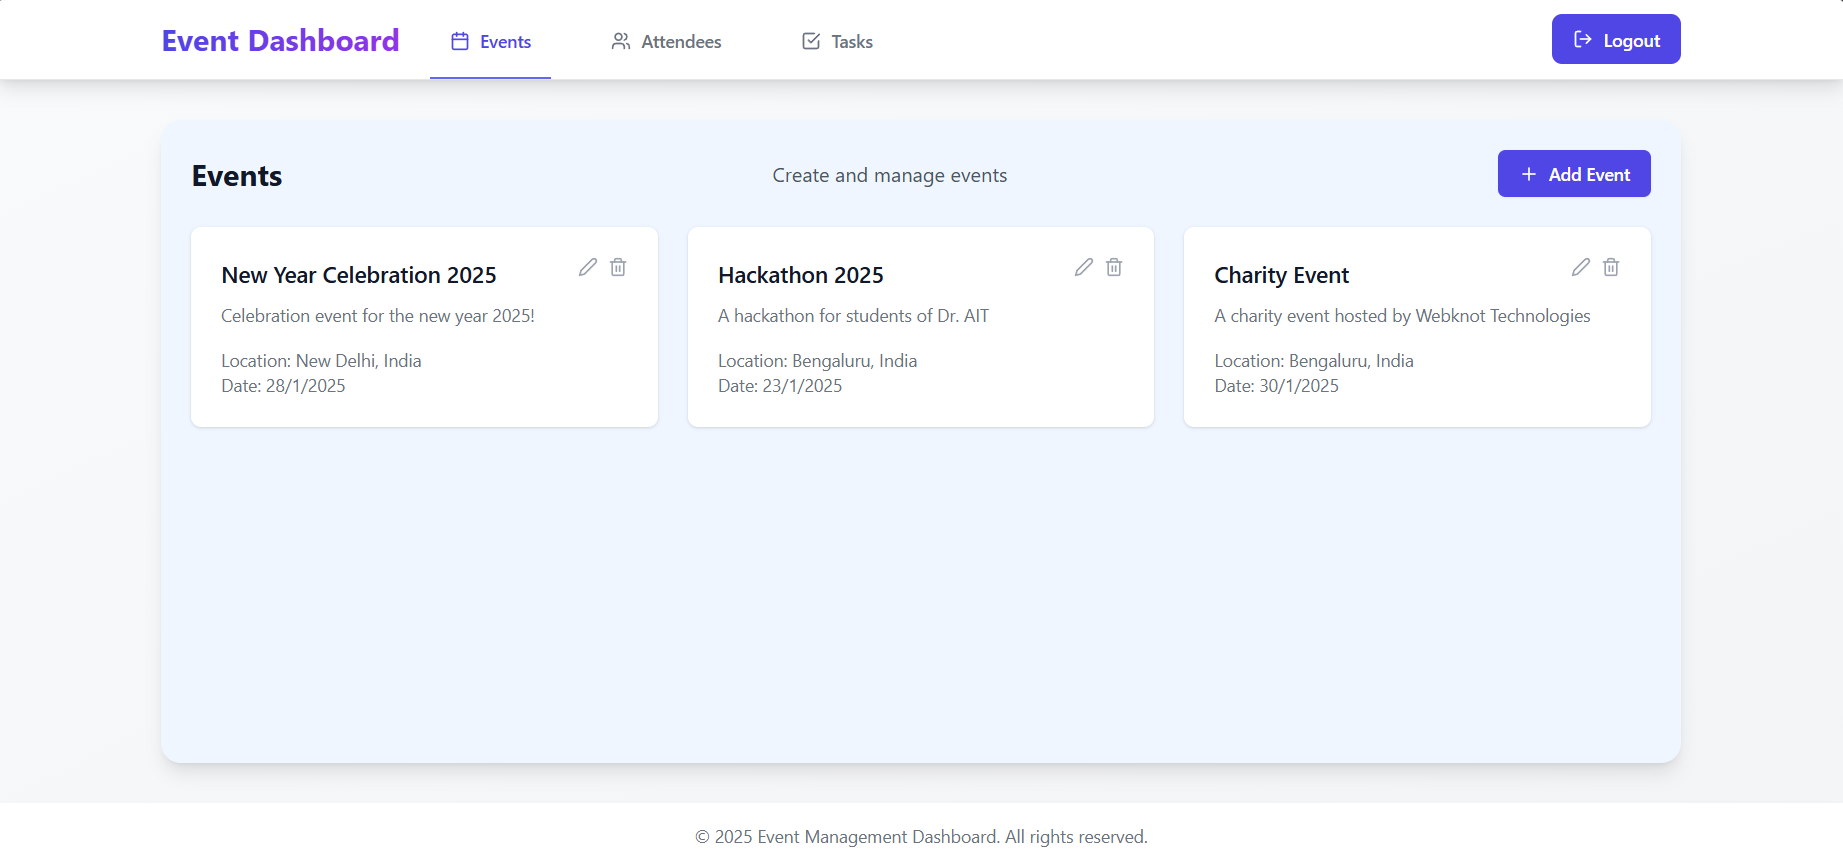 Event Dashboard
Events
Attendees
Tasks
Logout
Events
Create and manage events
Add Event
New Year Celebration 2025
Celebration event for the new year 2025!
Location: New Delhi, India
Date: 28/1/2025
Hackathon 2025
A hackathon for students of Dr. AIT
Location: Bengaluru, India
Date: 23/1/2025
Charity Event
A charity event hosted by Webknot Technologies
Location: Bengaluru, India
Date: 30/1/2025
© 2025 Event Management Dashboard. All rights reserved.